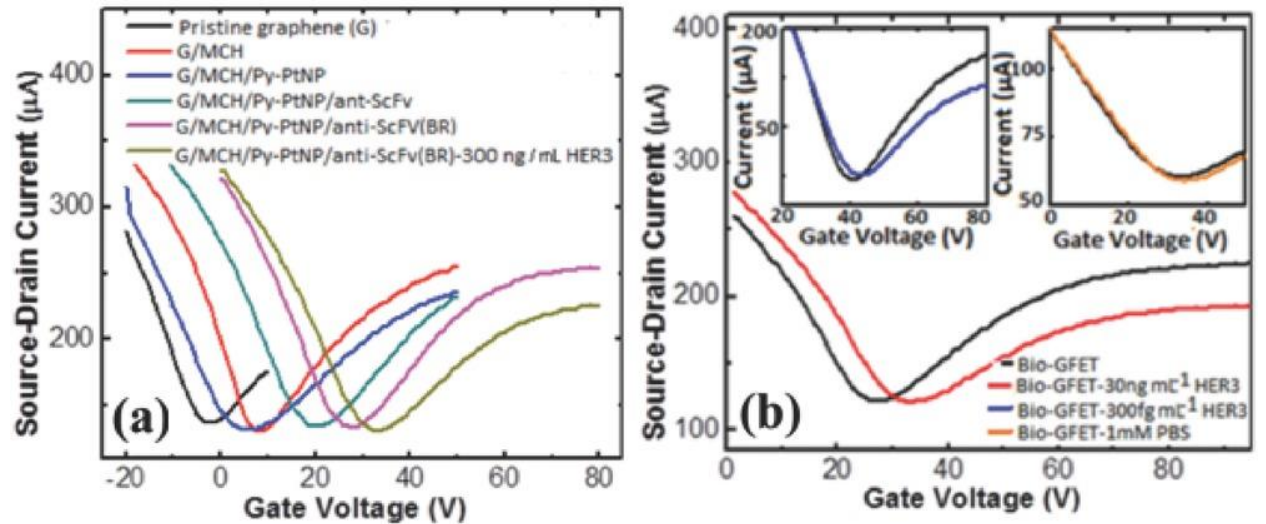 400
300
200
Source-Drain Current (μA)
Pristine graphene (G)
G/MCH
G/MCH/Py-PtNP
G/MCH/Py-PtNP/ant-ScFv
G/MCH/Py-PtNP/anti-ScFV(BR)
G/MCH/Py-PtNP/anti-ScFv(BR)-300 ng/mL HER3
(a)
-20 0 20 40 60 80
Gate Voltage (V)
400
300
200
100
Source-Drain Current (μA)
200
50
Current (μA)
20 40 60 80
Gate Voltage (V)
100
75
50
Current (μA)
0 20 40
Gate Voltage (V)
Bio-GFET
Bio-GFET-30ng mL¹ HER3
Bio-GFET-300fg mL¹ HER3
Bio-GFET-1mM PBS
(b)
0 20 40 60 80
Gate Voltage (V)